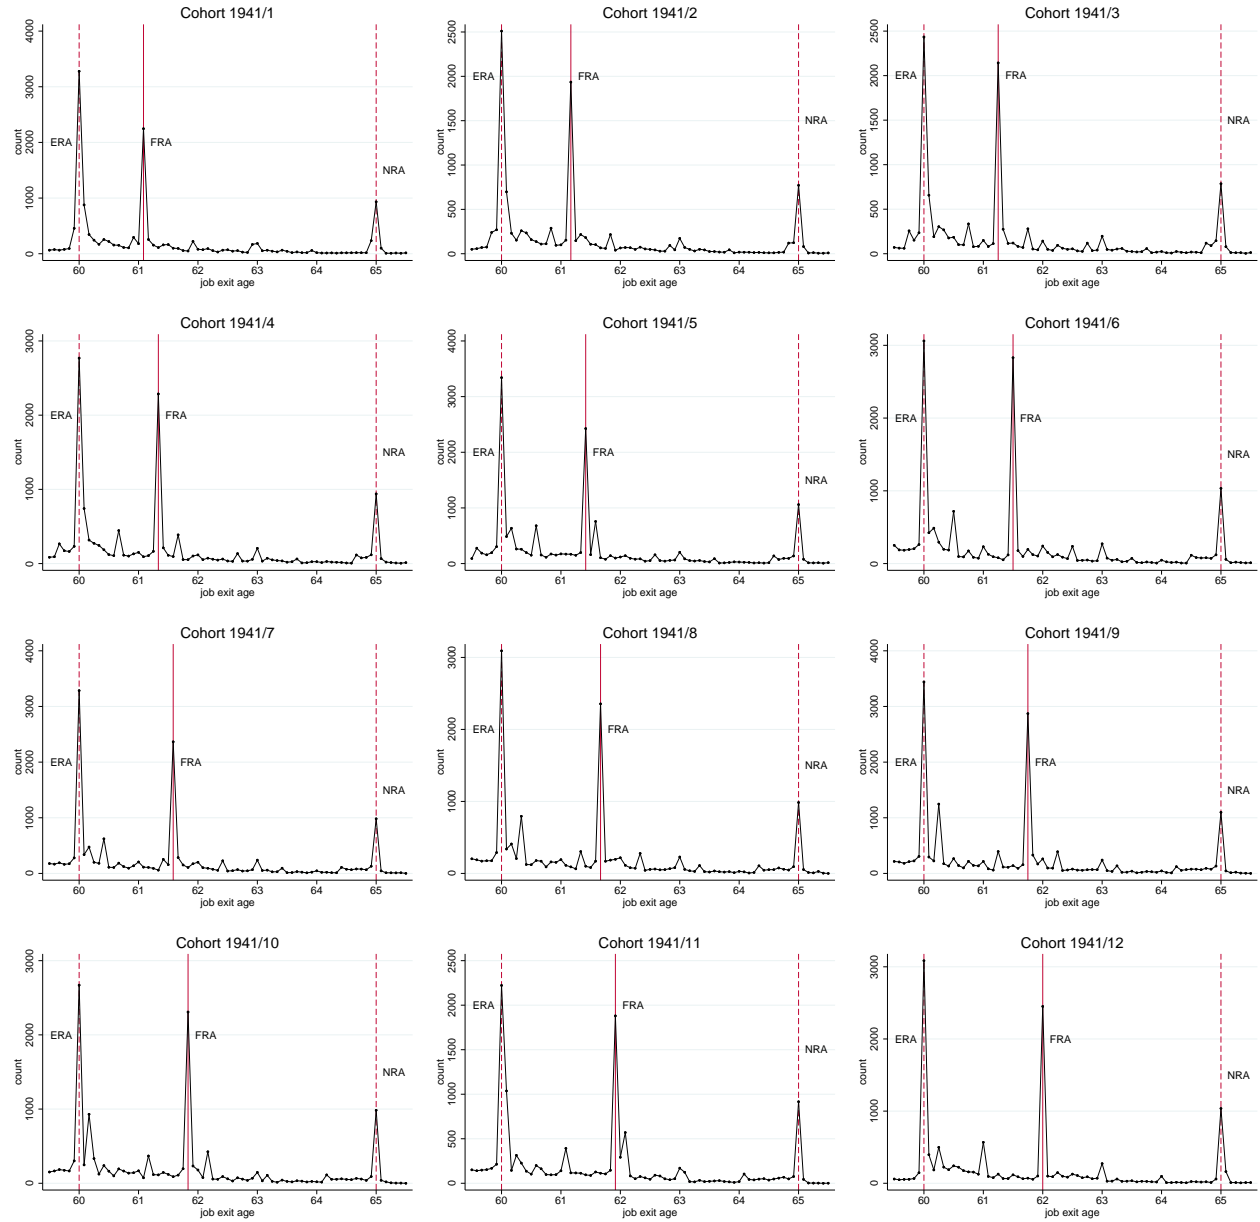 Cohort 1941/1
count
0
1000
2000
3000
4000
ERA
FRA
NRA
60
61
62
63
64
65
job exit age
Cohort 1941/2
count
0
500
1000
1500
2000
2500
ERA
FRA
NRA
60
61
62
63
64
65
job exit age
Cohort 1941/3
count
0
500
1000
1500
2000
2500
ERA
FRA
NRA
60
61
62
63
64
65
job exit age
Cohort 1941/4
count
0
1000
2000
3000
ERA
FRA
NRA
60
61
62
63
64
65
job exit age
Cohort 1941/5
count
0
1000
2000
3000
4000
ERA
FRA
NRA
60
61
62
63
64
65
job exit age
Cohort 1941/6
count
0
1000
2000
3000
ERA
FRA
NRA
60
61
62
63
64
65
job exit age
Cohort 1941/7
count
0
1000
2000
3000
4000
ERA
FRA
NRA
60
61
62
63
64
65
job exit age
Cohort 1941/8
count
0
1000
2000
3000
ERA
FRA
NRA
60
61
62
63
64
65
job exit age
Cohort 1941/9
count
0
1000
2000
3000
4000
ERA
FRA
NRA
60
61
62
63
64
65
job exit age
Cohort 1941/10
count
0
1000
2000
3000
ERA
FRA
NRA
60
61
62
63
64
65
job exit age
Cohort 1941/11
count
0
500
1000
1500
2000
2500
ERA
FRA
NRA
60
61
62
63
64
65
job exit age
Cohort 1941/12
count
0
1000
2000
3000
ERA
FRA
NRA
60
61
62
63
64
65
job exit age